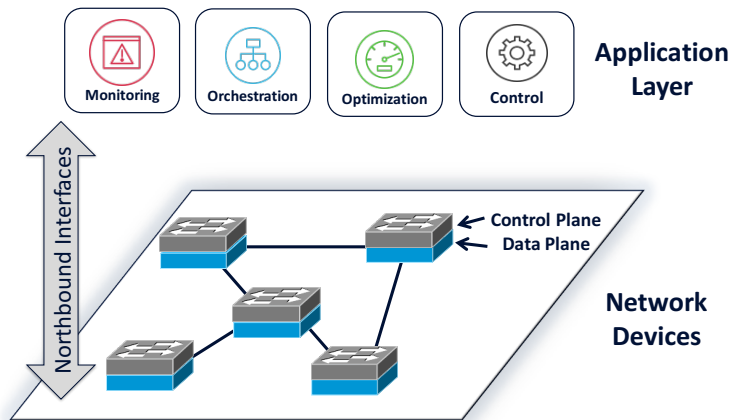 Monitoring
Orchestration
Optimization
Control
Application
Layer
Northbound Interfaces
Control Plane
Data Plane
Network
Devices